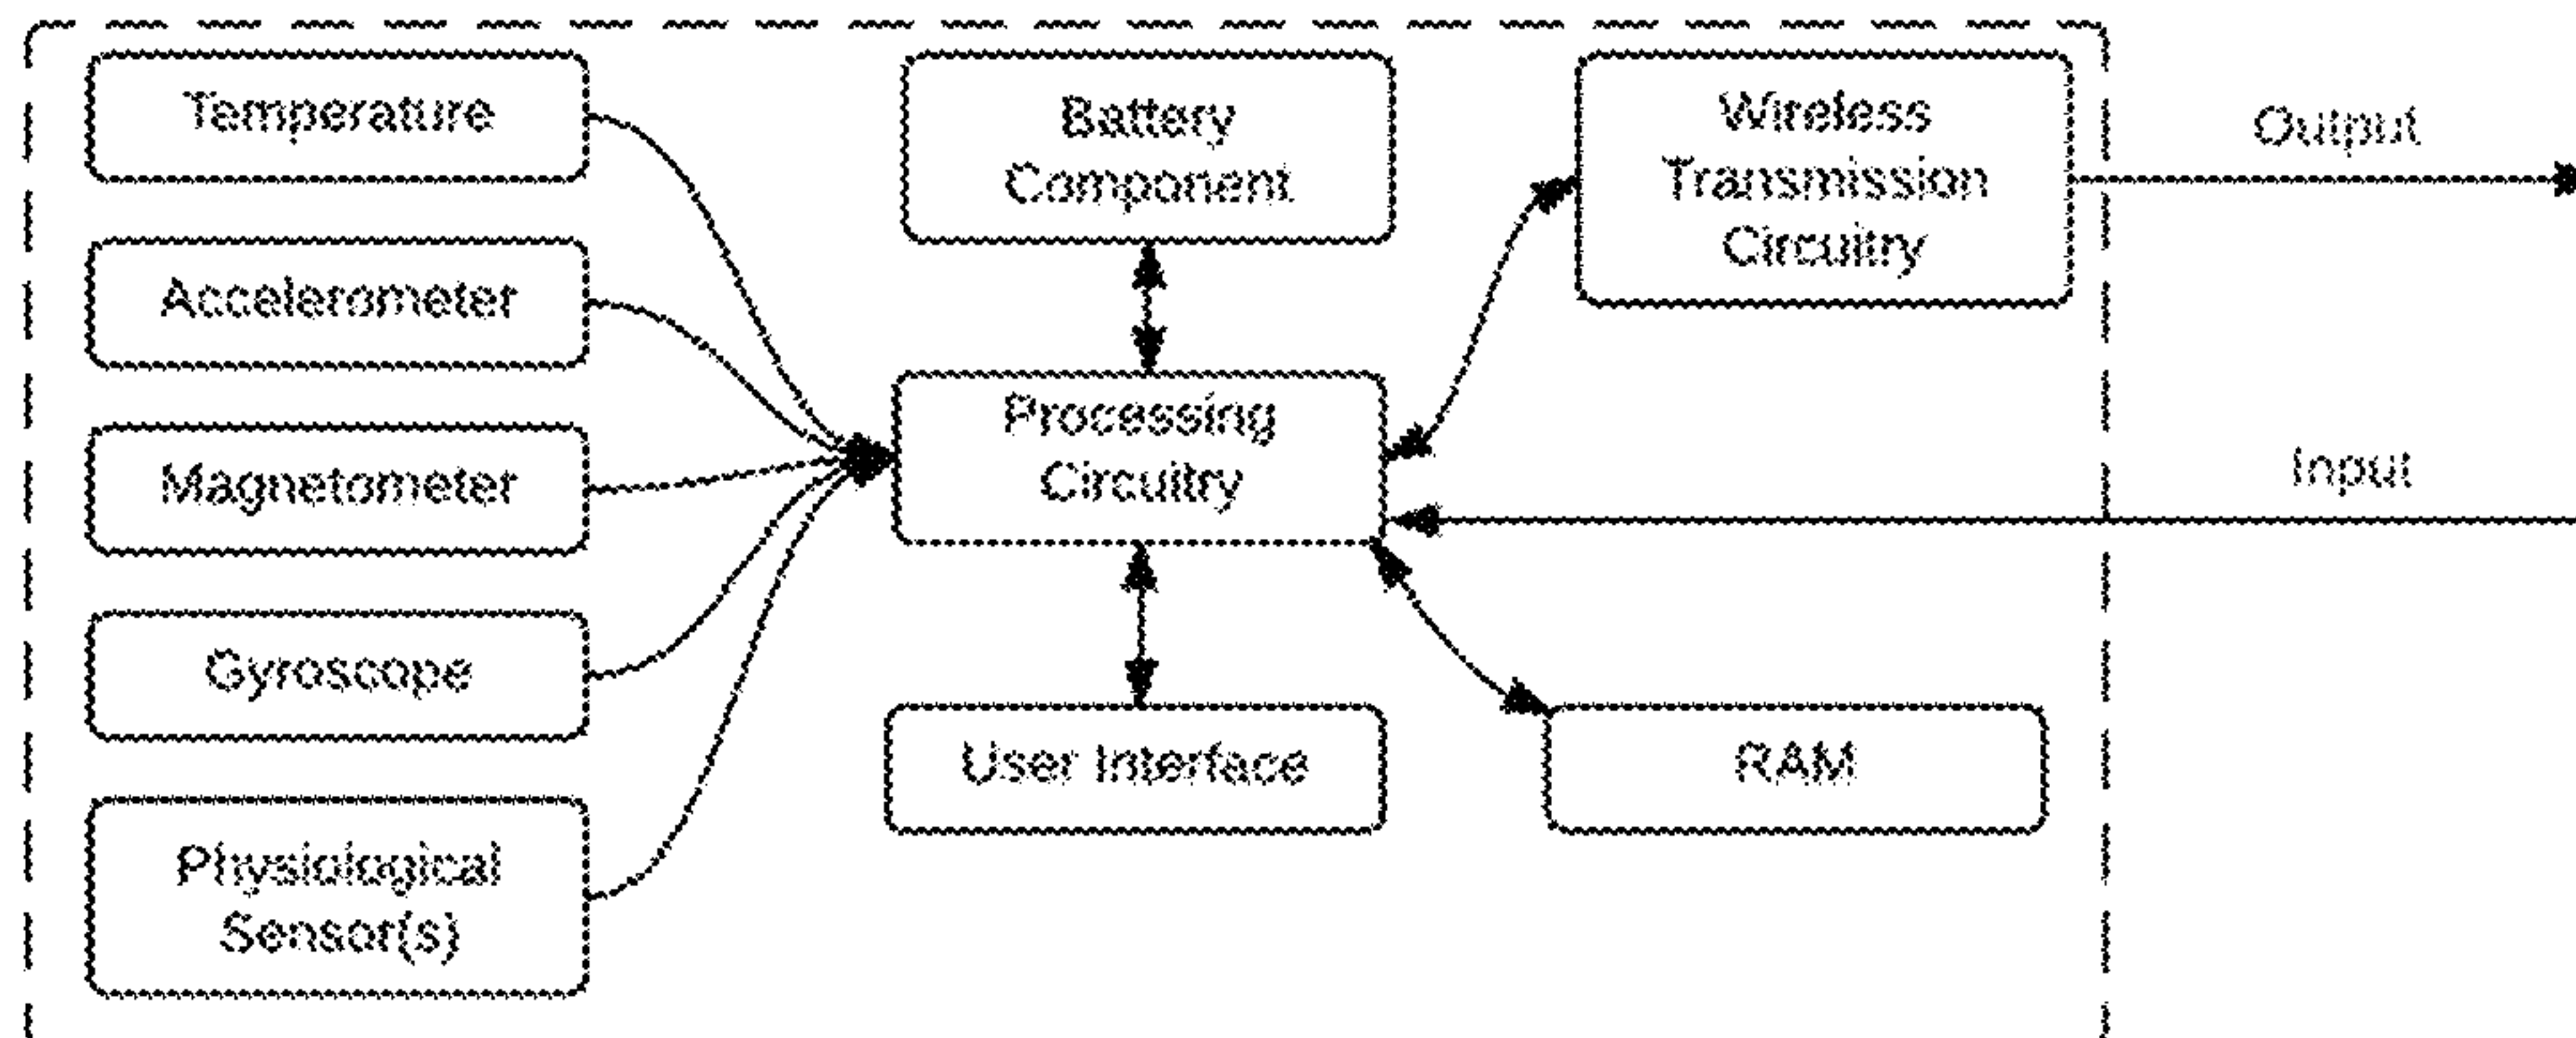 Temperature
Accelerometer
Magnetometer
Gyroscope
Physiological
Sensor(s)
Battery
Component
Processing
Circuitry
User Interface
Wireless
Transmission
Circuitry
RAM
Output
Input